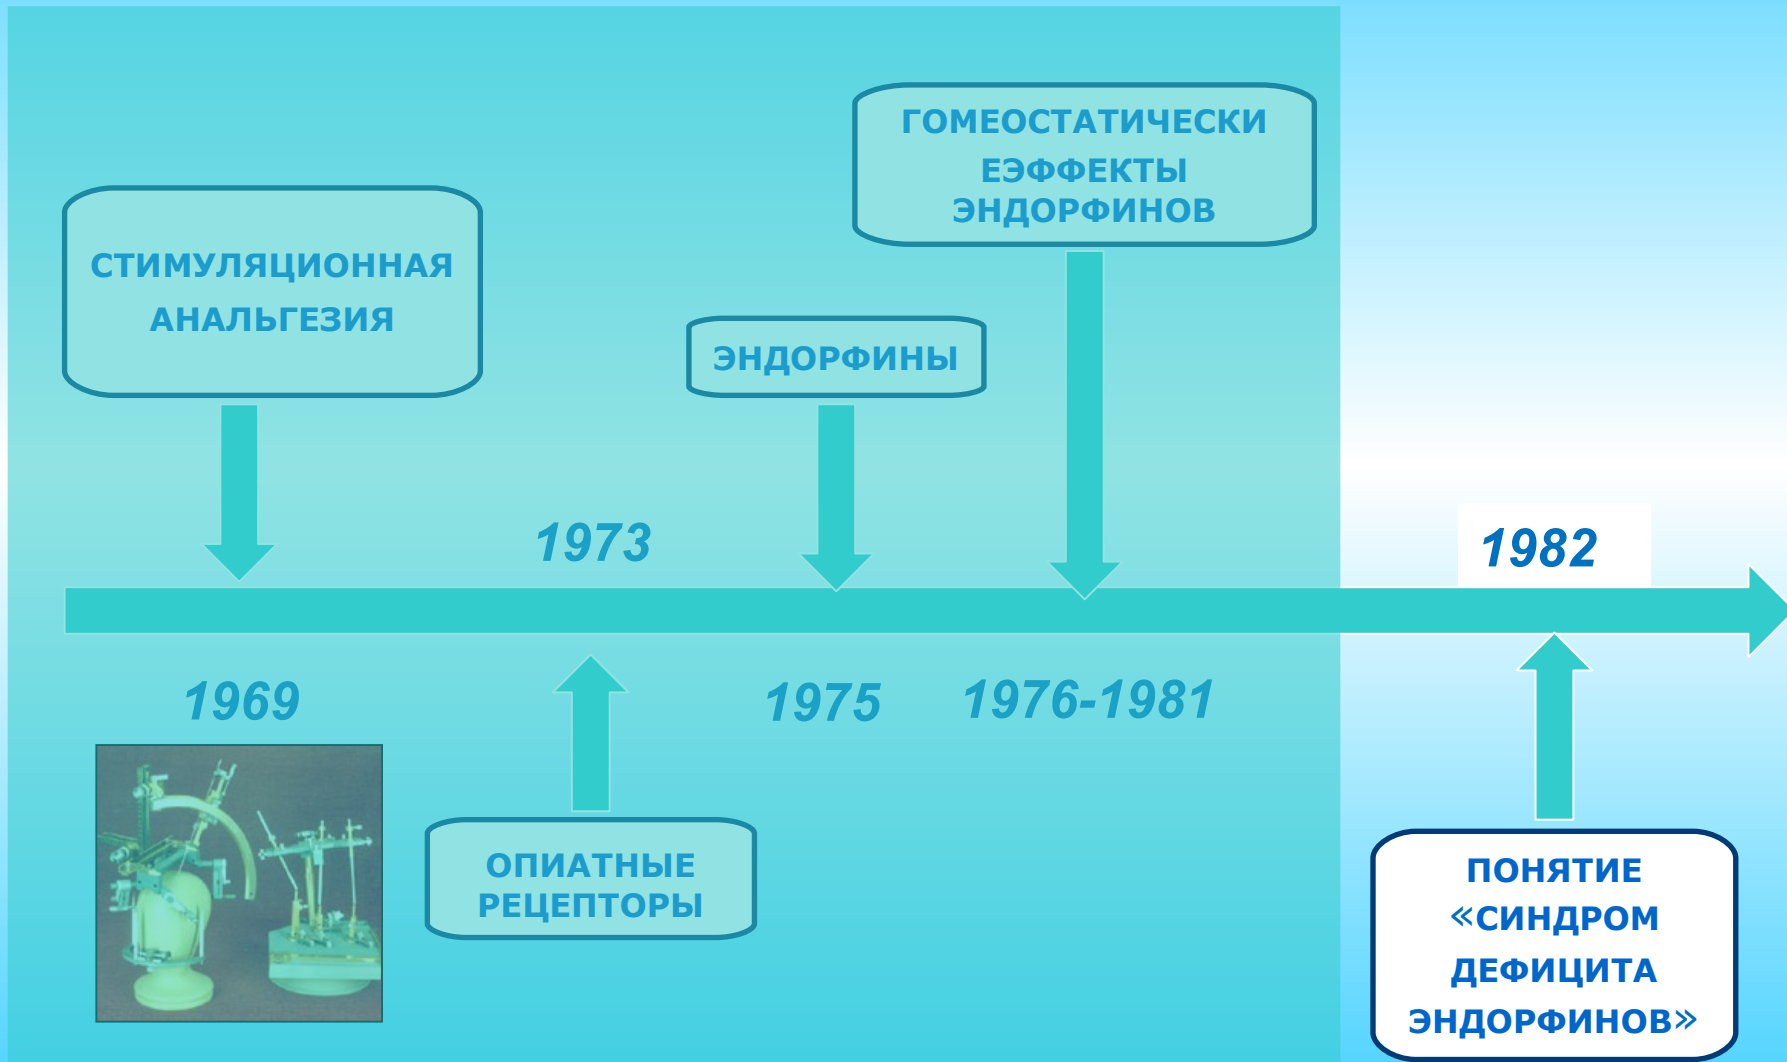 ГОМЕОСТАТИЧЕСКИ
ЕЭФФЕКТЫ
ЭНДОРФИНОВ
СТИМУЛЯЦИОННАЯ
АНАЛЬГЕЗИЯ
ЭНДОРФИНЫ
1973
1982
1969
1975
1976-1981
ОПИАТНЫЕ
РЕЦЕПТОРЫ
ПОНЯТИЕ
«СИНДРОМ
ДЕФИЦИТА
ЭНДОРФИНОВ»